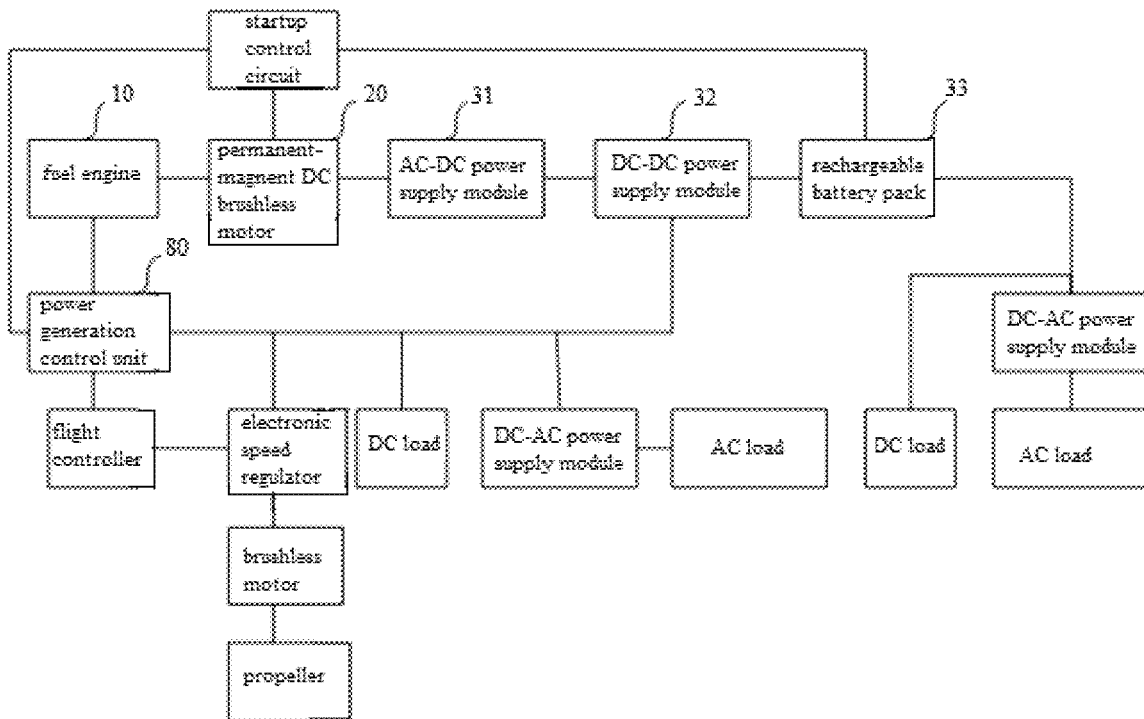 startup
control
circuit
10
20
31
32
33
fuel engine
permanent-
magnent DC
brushless
motor
AC-DC power
supply module
DC-DC power
supply module
rechargeable
battery pack
80
power
generation
control unit
DC-AC power
supply module
flight
controller
electronic
speed
regulator
DC load
DC-AC power
supply module
AC load
DC load
AC load
brushless
motor
propeller